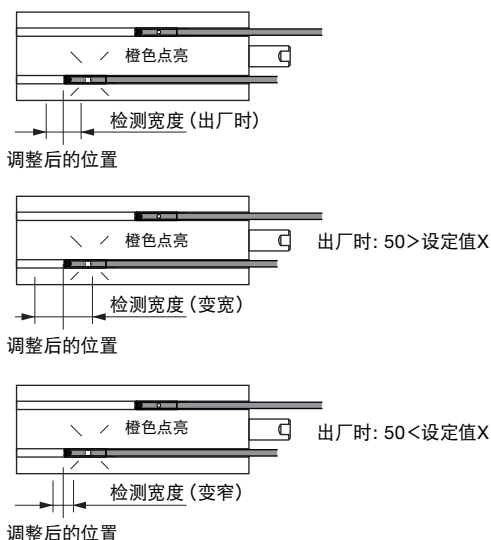 橙色点亮
检测宽度（出厂时）
调整后的位置
橙色点亮
出厂时: 50>设定值X
检测宽度（变宽）
调整后的位置
橙色点亮
出厂时: 50<设定值X
检测宽度（变窄）
调整后的位置